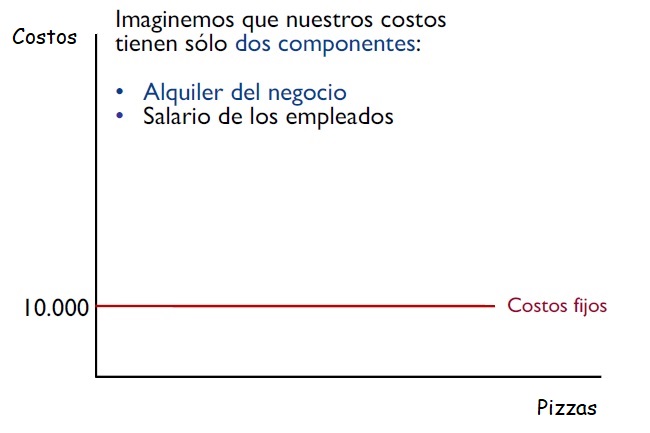 Imaginemos que nuestros costos
tienen sólo dos componentes:
Costos
• Alquiler del negocio
• Salario de los empleados
10.000
Costos fijos
Pizzas